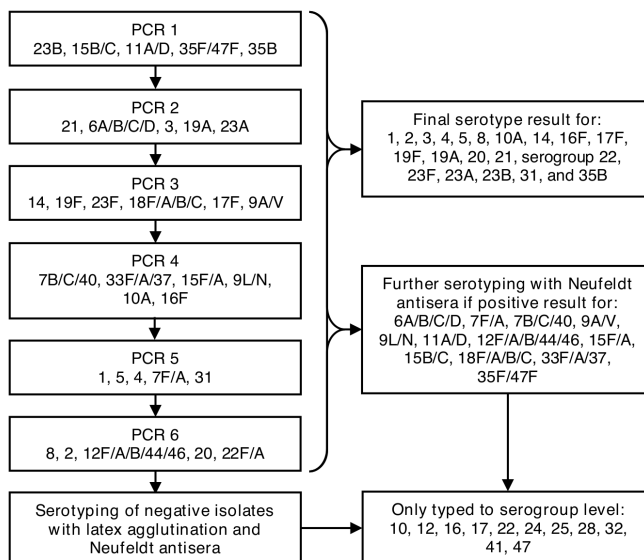 PCR 1
23B, 15B/C, 11A/D, 35F/47F, 35B
PCR 2
21, 6A/B/C/D, 3, 19A, 23A
PCR 3
14, 19F, 23F, 18F/A/B/C, 17F, 9A/V
PCR 4
7B/C/40, 33F/A/37, 15F/A, 9L/N,
10A, 16F
PCR 5
1, 5, 4, 7F/A, 31
PCR 6
8, 2, 12F/A/B/44/46, 20, 22F/A
Serotyping of negative isolates
with latex agglutination and
Neufeldt antisera
Final serotype result for:
1, 2, 3, 4, 5, 8, 10A, 14, 16F, 17F,
19F, 19A, 20, 21, serogroup 22,
23F, 23A, 23B, 31, and 35B
Further serotyping with Neufeldt
antisera if positive result for:
6A/B/C/D, 7F/A, 7B/C/40, 9A/V,
9L/N, 11A/D, 12F/A/B/44/46, 15F/A,
15B/C, 18F/A/B/C, 33F/A/37,
35F/47F
Only typed to serogroup level:
10, 12, 16, 17, 22, 24, 25, 28, 32,
41, 47